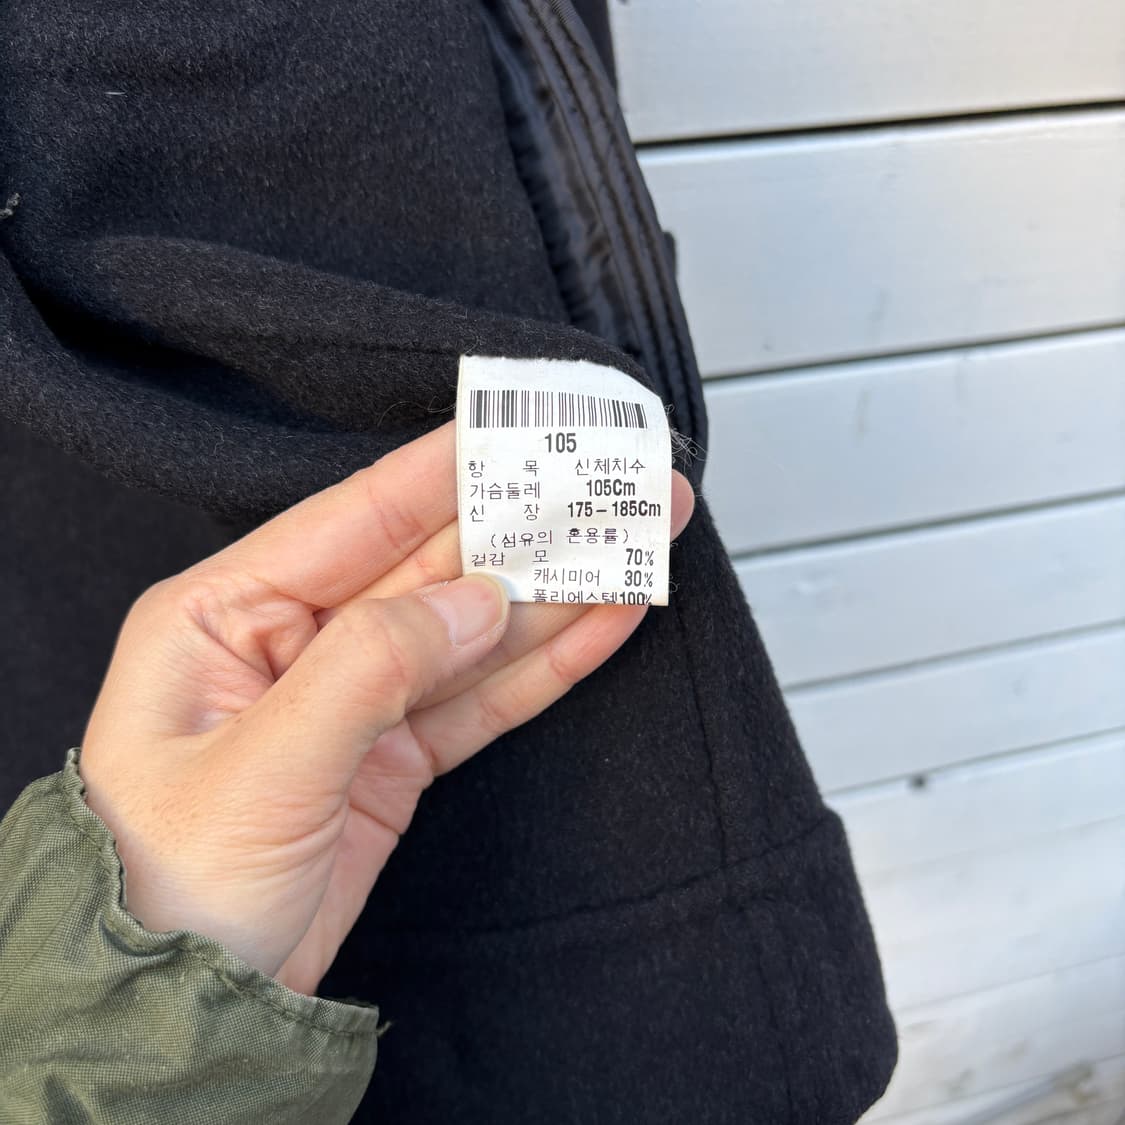 105
항 목 신체치수
가슴둘레 105Cm
신 장 175-185Cm
(섬유의 혼용률)
겉감 모 70%
캐시미어 30%
폴리에스텔100%